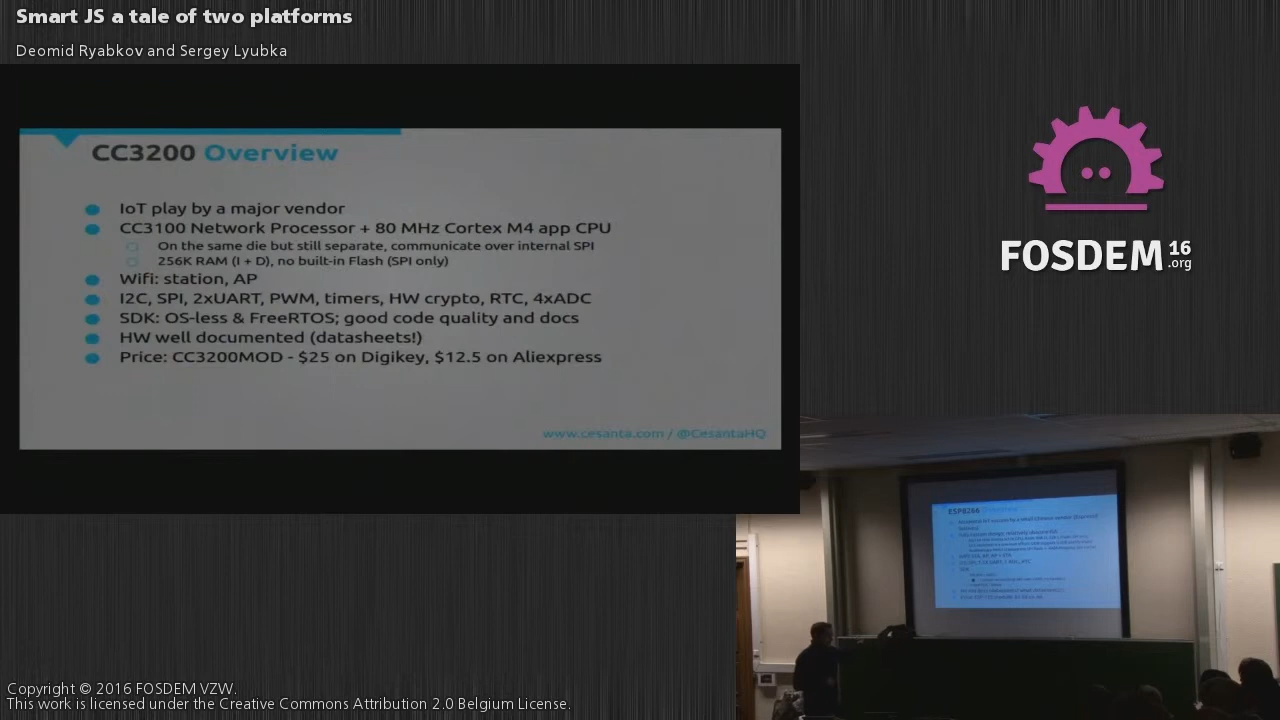 Smart JS a tale of two platforms
Deomid Ryabkov and Sergey Lyubka
CC3200 Overview
IoT play by a major vendor
CC3100 Network Processor + 80 MHz Cortex M4 app CPU
On the same die but still separate, communicate over internal SPI
256K RAM (I + D), no built-in Flash (SPI only)
Wifi: station, AP
I2C, SPI, 2xUART, PWM, timers, HW crypto, RTC, 4xADC
SDK: OS-less & FreeRTOS; good code quality and docs
HW well documented (datasheets!)
Price: CC3200MOD - $25 on Digikey, $12.5 on Aliexpress
www.cesanta.com / @CesantaHQ
FOSDEM 16
.org
ESP8266
Copyright © 2016 FOSDEM VZW.
This work is licensed under the Creative Commons Attribution 2.0 Belgium License.